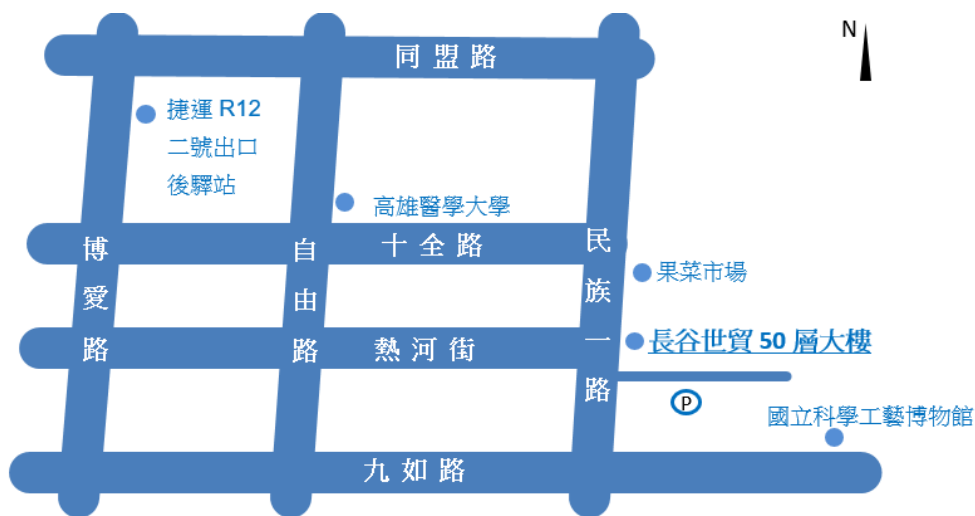 N
同盟路
捷運 R12
二號出口
後驛站
高雄醫學大學
十全路
博愛路
自由路
民族一路
果菜市場
熱河街
長谷世貿 50 層大樓
P
國立科學工藝博物館
九如路